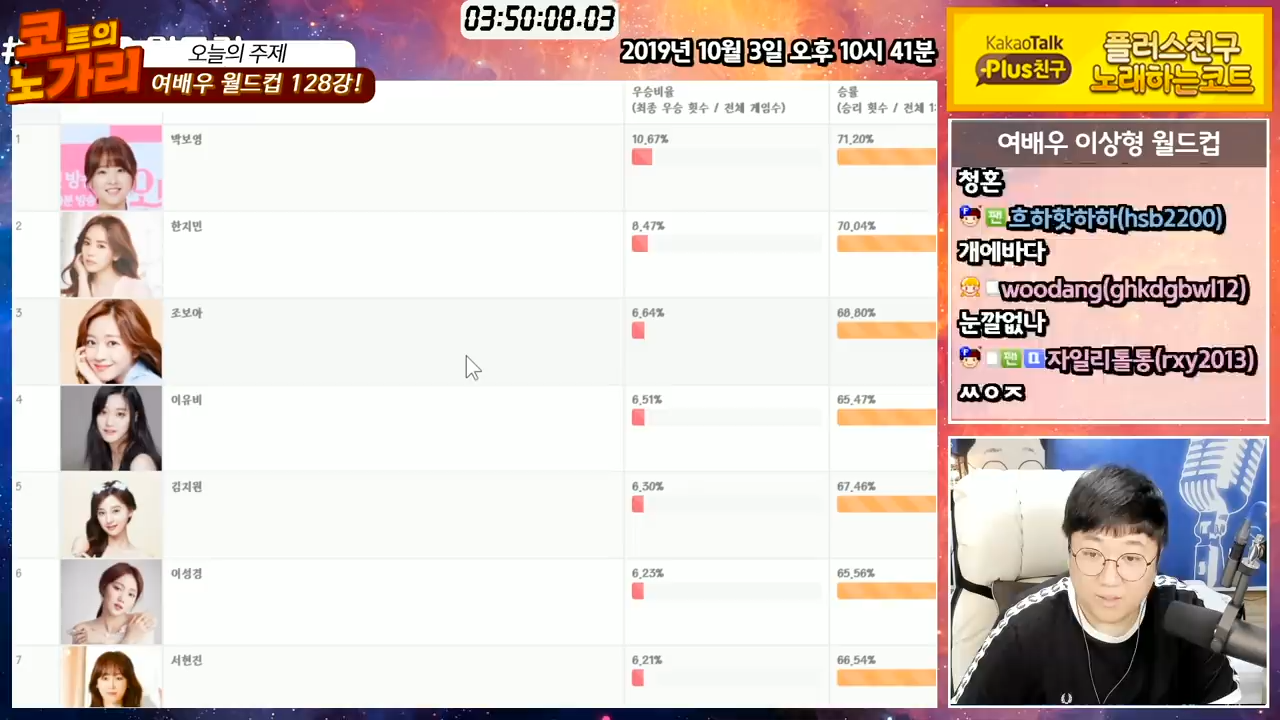 03:50:08.03
코트의
노가리
오늘의 주제
여배우 월드컵 128강!
2019년 10월 3일 오후 10시 41분
KakaoTalk
Plus친구
플러스친구
노래하는코트
우승비율
(최종 우승 횟수 / 전체 게임수)
승률
(승리 횟수 / 전체 1:
1 박보영 10.67% 71.20%
2 한지민 8.47% 70.04%
3 조보아 6.64% 68.80%
4 이유비 6.51% 65.47%
5 김지원 6.30% 67.46%
6 이성경 6.23% 65.56%
7 서현진 6.21% 66.54%
여배우 이상형 월드컵
청혼
팬 흐하핫하하(hsb2200)
개에바다
woodang(ghkdgbwl12)
눈깔없나
팬 자일리톨통(rxy2013)
ㅆㅇㅈ